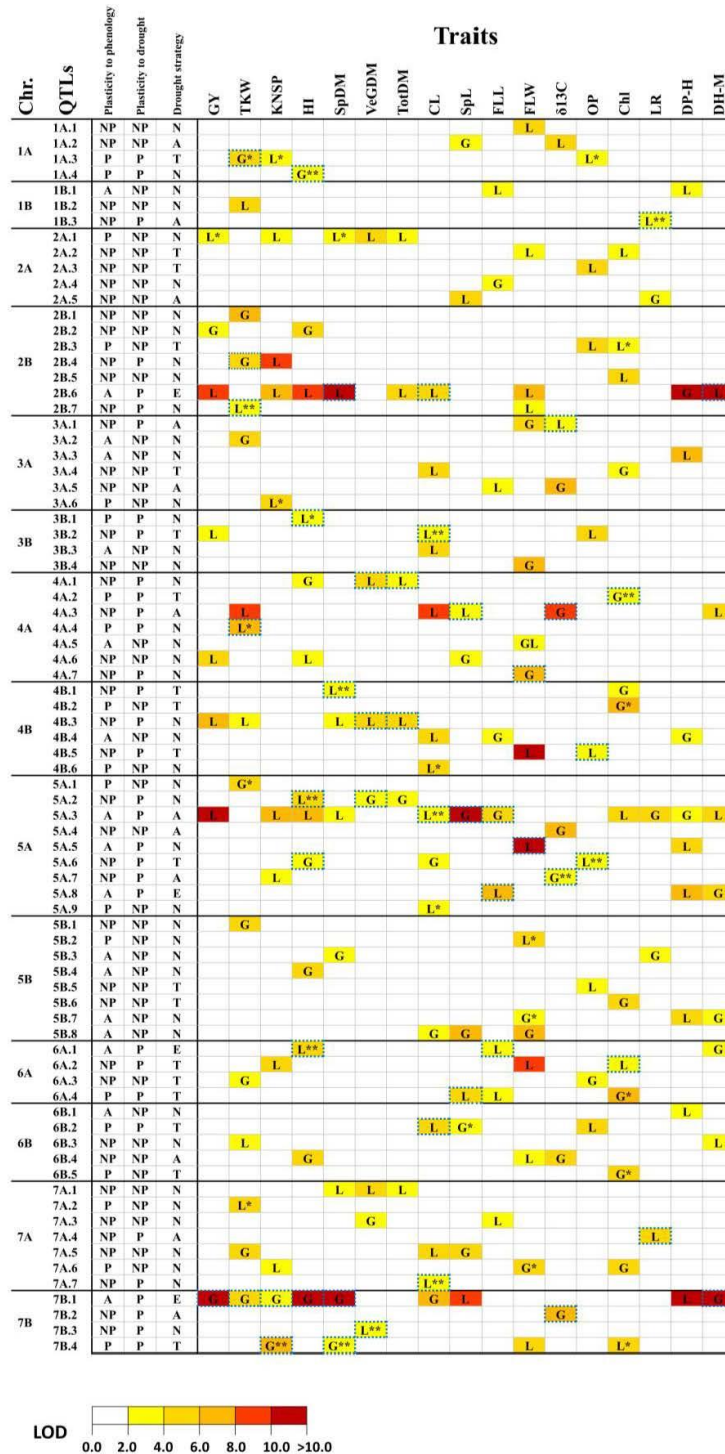 Traits
Chr. QTLs Plasticity to phenology Plasticity to drought Drought strategy GY TKW KNSP HI SpDM VeGDM TotDM CL SpL FLL FLW δ13C OP Chl LR DP-H DH-M
1A.1 NP NP N L
1A 1A.2 NP NP A G L
1A.3 P P T G* L* L*
1A.4 P P N G**
1B.1 A NP N L L
1B 1B.2 NP NP N L
1B.3 NP P A L**
2A.1 P NP N L* L L* L L
2A.2 NP NP T L L
2A 2A.3 NP NP T L
2A.4 NP NP N G
2A.5 NP NP A L G
2B.1 NP NP N G
2B.2 NP NP N G G
2B.3 P NP T L L*
2B 2B.4 NP P N G L
2B.5 NP NP N L
2B.6 A P E L L L L L L L G L
2B.7 NP P N L** L
3A.1 NP P A G L
3A.2 A NP N G
3A.3 A NP N L
3A 3A.4 NP NP T L G
3A.5 NP NP A L G
3A.6 P NP N L*
3B.1 P P N L*
3B 3B.2 NP P T L L** L
3B.3 A NP N L
3B.4 NP NP N G
4A.1 NP P N G L L
4A.2 P P T G**
4A.3 NP P A L L L G L
4A 4A.4 P P N L*
4A.5 A NP N GL
4A.6 NP NP N L L G
4A.7 NP P N G
4B.1 NP P T L** G
4B.2 P NP T G*
4B 4B.3 NP P N L L L L L
4B.4 A NP N L G G
4B.5 NP P T L L
4B.6 P NP N L*
5A.1 P NP N G*
5A.2 NP P N L** G G
5A.3 A P A L L L L L** G G L G G L
5A.4 NP NP A G
5A 5A.5 A P N L L
5A.6 NP P T G G L**
5A.7 NP P A L G**
5A.8 A P E L L G
5A.9 P NP N L*
5B.1 NP NP N G
5B.2 P NP N L*
5B.3 A NP N G G
5B 5B.4 A NP N G
5B.5 NP NP T L
5B.6 NP NP T G
5B.7 A NP N G* L G
5B.8 A NP N G G G
6A.1 A P E L** L G
6A 6A.2 NP P T L L L
6A.3 NP NP T G G
6A.4 P P T L L G*
6B.1 A NP N L
6B.2 P P T L G* L
6B 6B.3 NP NP N L L
6B.4 NP NP A G L G
6B.5 P NP T G*
7A.1 NP NP N L L L
7A.2 P NP N L*
7A.3 NP NP N G L
7A 7A.4 NP P A L
7A.5 NP NP N G L G
7A.6 P NP N L G* G
7A.7 NP P N L**
7B.1 A P E G G G G G G L L G
7B 7B.2 NP P A G
7B.3 NP P N L**
7B.4 P P T G** G** L L*
LOD
0.0 2.0 4.0 6.0 8.0 10.0 >10.0